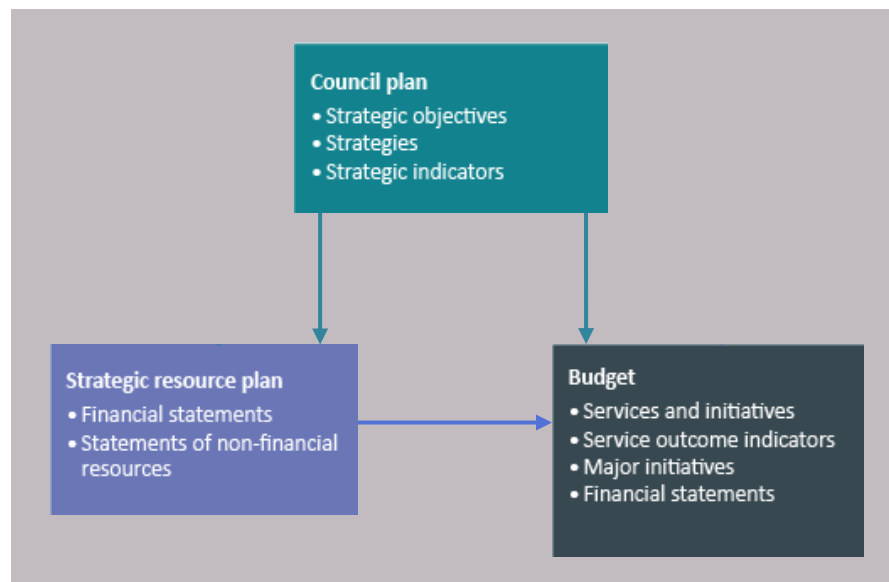 Council plan
• Strategic objectives
• Strategies
• Strategic indicators
Strategic resource plan
• Financial statements
• Statements of non-financial
resources
Budget
• Services and initiatives
• Service outcome indicators
• Major initiatives
• Financial statements